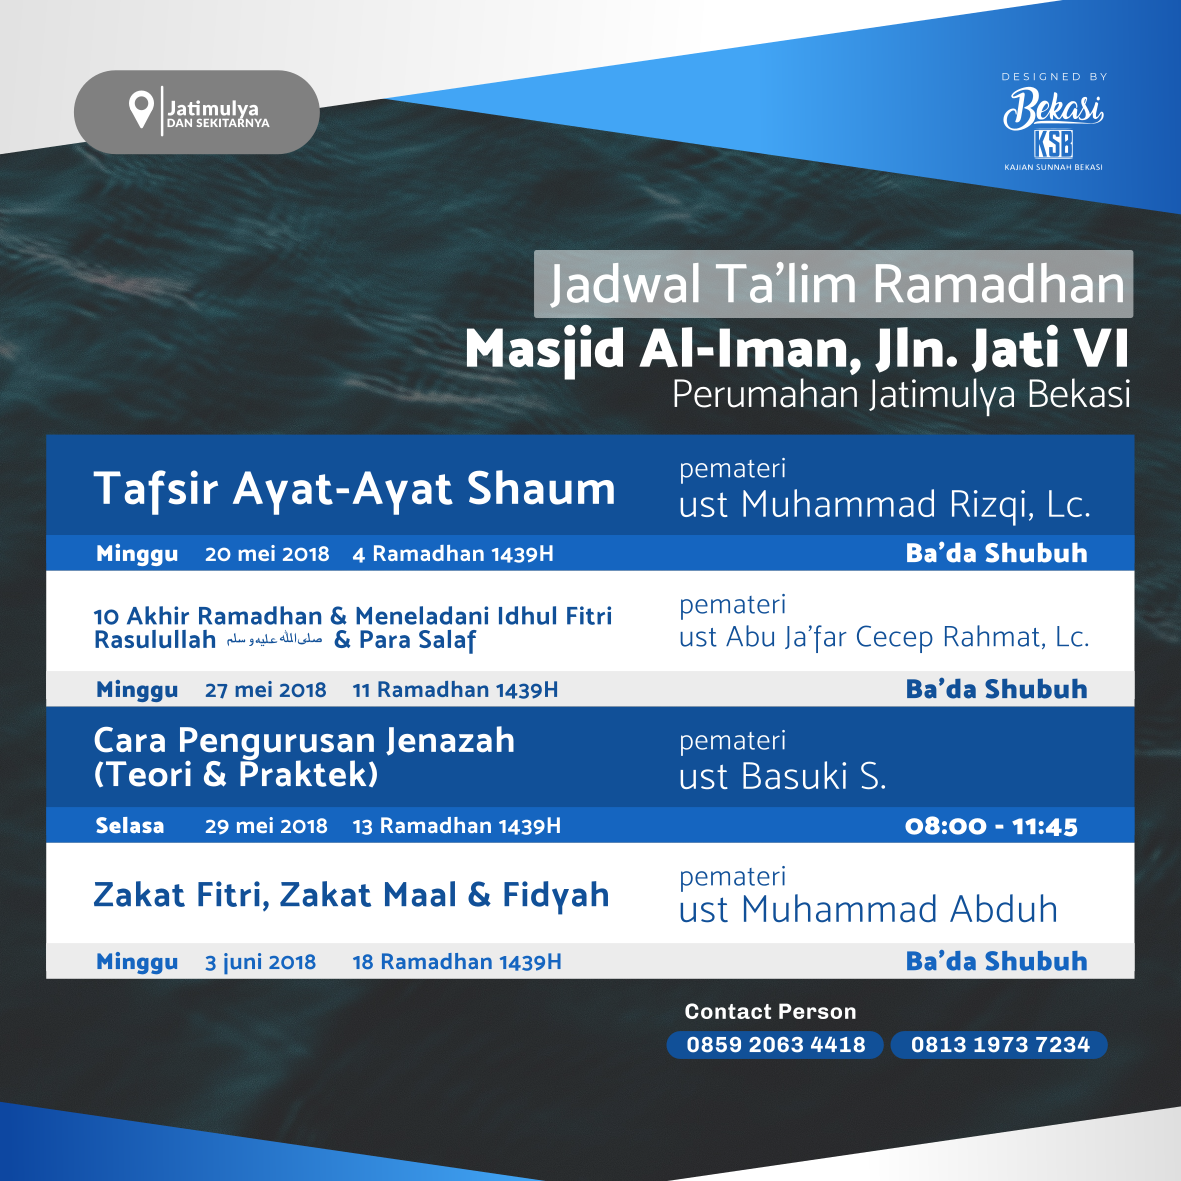 Jatimulya
DAN SEKITARNYA
DESIGNED BY
Bekasi
KSB
KAJIAN SUNNAH BEKASI
Jadwal Ta'lim Ramadhan
Masjid Al-Iman, Jln. Jati VI
Perumahan Jatimulya Bekasi
Tafsir Ayat-Ayat Shaum
pemateri
ust Muhammad Rizqi, Lc.
Minggu 20 mei 2018 4 Ramadhan 1439H Ba'da Shubuh
10 Akhir Ramadhan & Meneladani Idhul Fitri
Rasulullah صلى الله عليه وسلم & Para Salaf
pemateri
ust Abu Ja'far Cecep Rahmat, Lc.
Minggu 27 mei 2018 11 Ramadhan 1439H Ba'da Shubuh
Cara Pengurusan Jenazah
(Teori & Praktek)
pemateri
ust Basuki S.
Selasa 29 mei 2018 13 Ramadhan 1439H 08:00 - 11:45
Zakat Fitri, Zakat Maal & Fidyah
pemateri
ust Muhammad Abduh
Minggu 3 juni 2018 18 Ramadhan 1439H Ba'da Shubuh
Contact Person
0859 2063 4418 0813 1973 7234